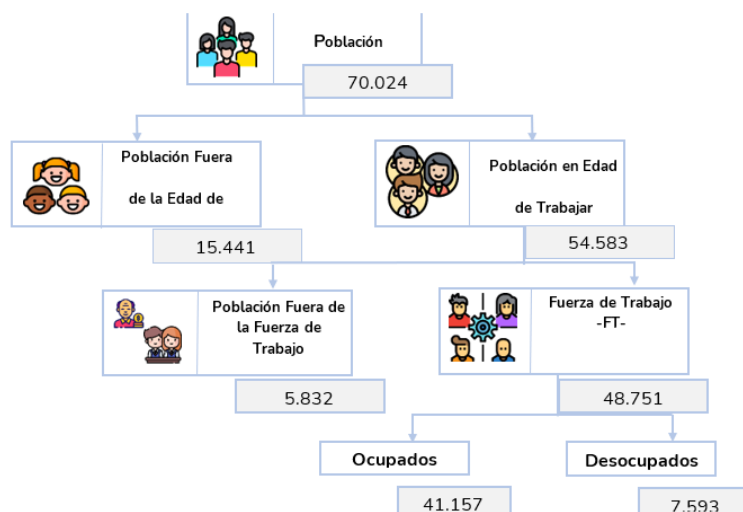 Población
70.024
Población Fuera
de la Edad de
15.441
Población en Edad
de Trabajar
54.583
Población Fuera de
la Fuerza de
Trabajo
5.832
Fuerza de Trabajo
-FT-
48.751
Ocupados
41.157
Desocupados
7.593